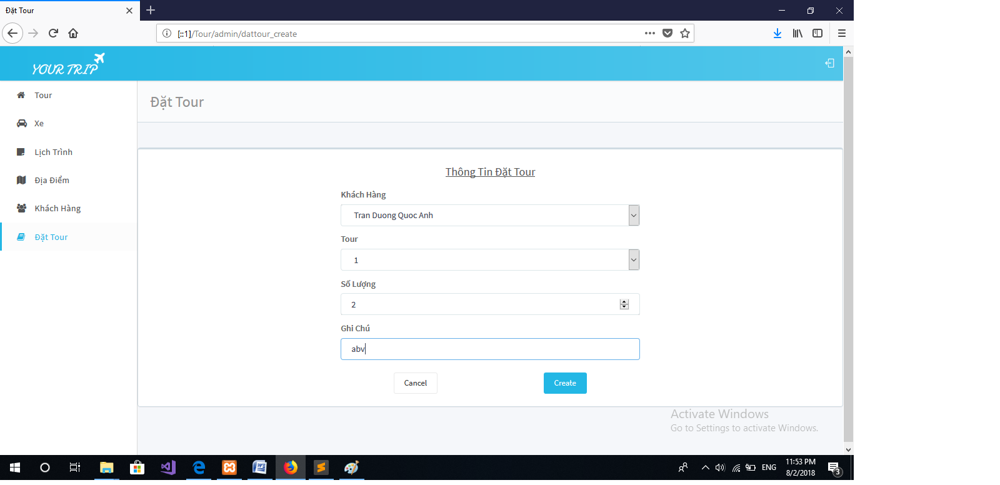 Đặt Tour
[::1]/Tour/admin/dattour_create
YOUR TRIP
Tour
Xe
Lịch Trình
Địa Điểm
Khách Hàng
Đặt Tour
Đặt Tour
Thông Tin Đặt Tour
Khách Hàng
Tran Duong Quoc Anh
Tour
1
Số Lượng
2
Ghi Chú
abv
Cancel
Create
Activate Windows
Go to Settings to activate Windows.
ENG
11:53 PM
8/2/2018
3